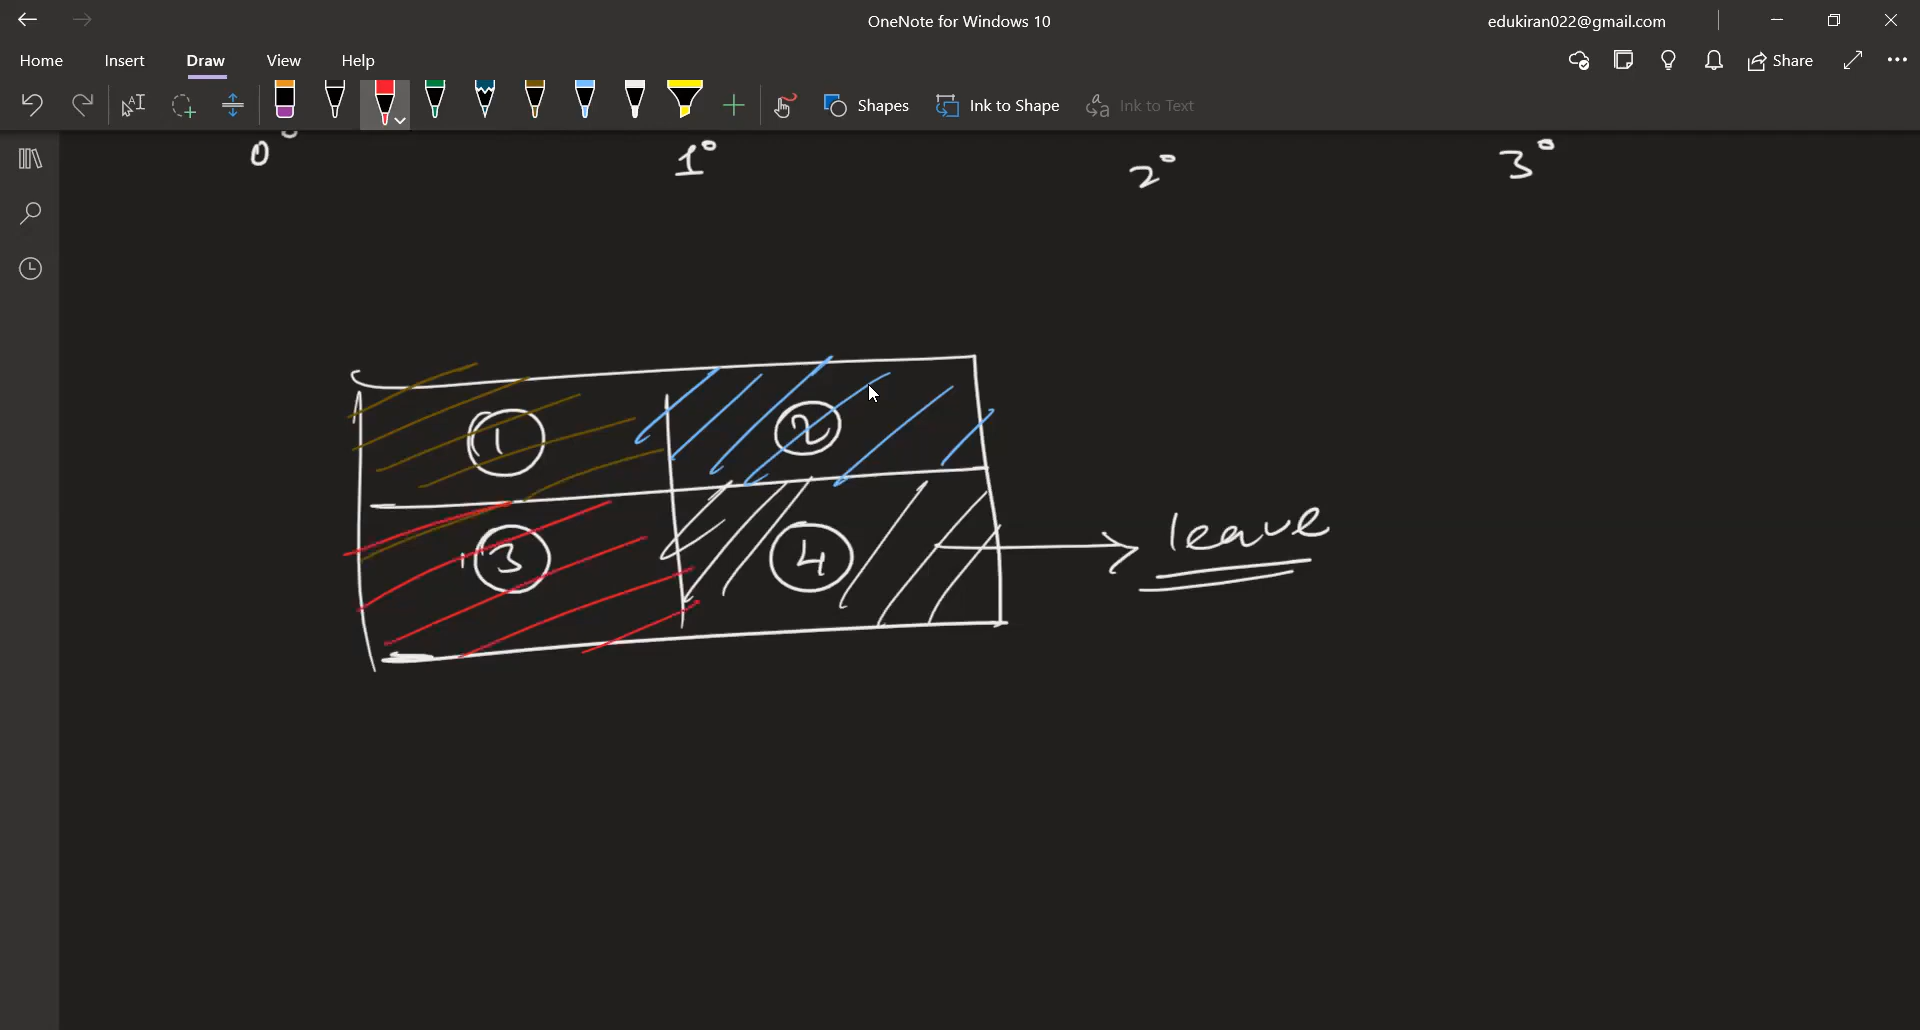 OneNote for Windows 10
edukiran022@gmail.com
Home Insert Draw View Help
Share
Shapes Ink to Shape Ink to Text
0° 1° 2° 3°
1 2
3 4
leave